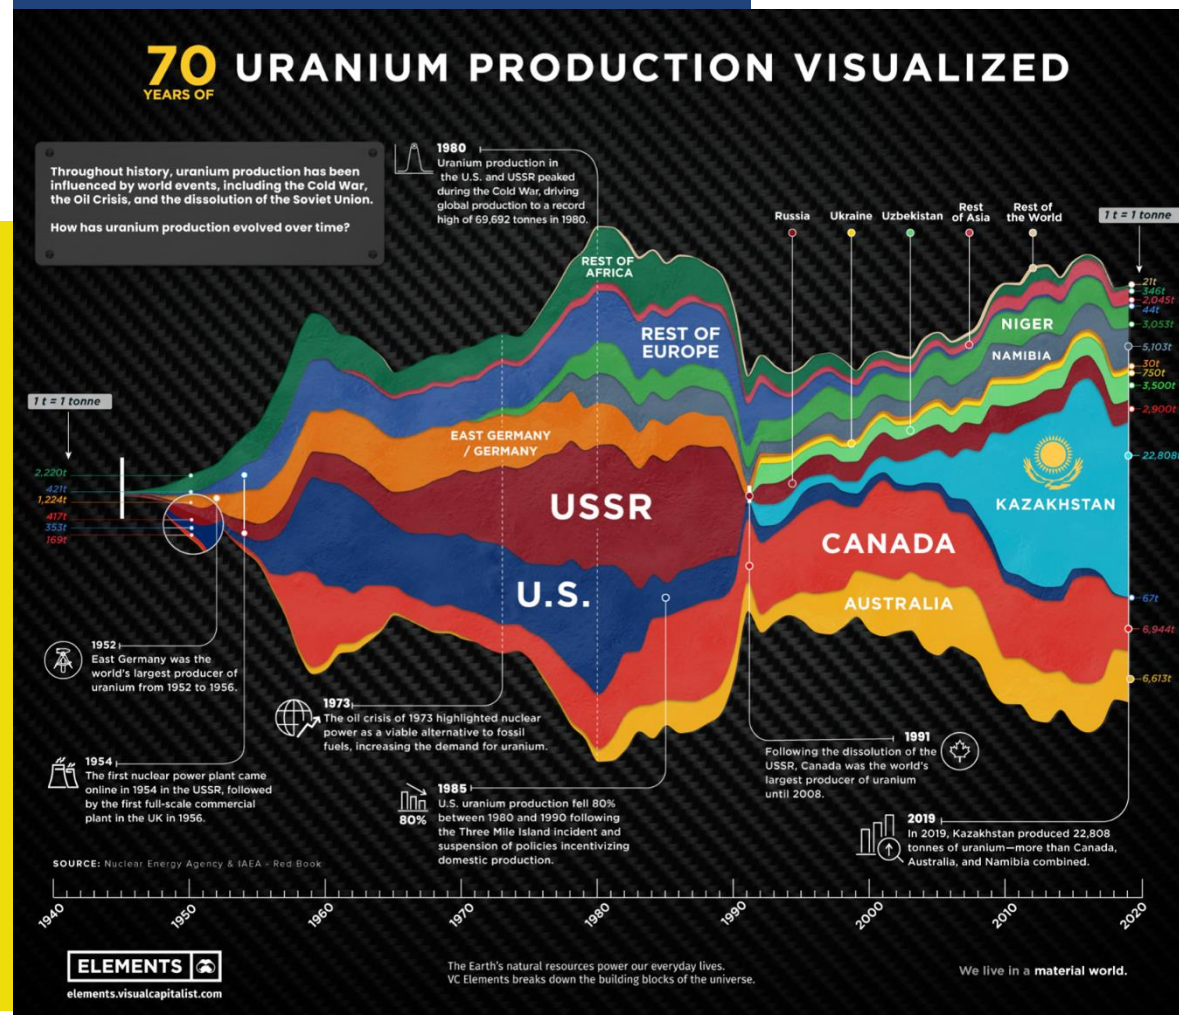 70
YEARS OF
URANIUM PRODUCTION VISUALIZED
Throughout history, uranium production has been
influenced by world events, including the Cold War,
the Oil Crisis, and the dissolution of the Soviet Union.
How has uranium production evolved over time?
1980
Uranium production in
the U.S. and USSR peaked
during the Cold War, driving
global production to a record
high of 69,692 tonnes in 1980.
Russia
Ukraine
Uzbekistan
Rest
of Asia
Rest of
the World
1 t = 1 tonne
REST OF
AFRICA
REST OF
EUROPE
NIGER
NAMIBIA
21t
346t
2,045t
44t
3,053t
5,103t
30t
750t
3,500t
2,900t
22,808t
67t
6,944t
6,613t
1 t = 1 tonne
2,220t
421t
1,224t
417t
353t
169t
EAST GERMANY
/ GERMANY
USSR
U.S.
KAZAKHSTAN
CANADA
AUSTRALIA
1952
East Germany was the
world's largest producer of
uranium from 1952 to 1956.
1954
The first nuclear power plant came
online in 1954 in the USSR, followed
by the first full-scale commercial
plant in the UK in 1956.
1973
The oil crisis of 1973 highlighted nuclear
power as a viable alternative to fossil
fuels, increasing the demand for uranium.
1985
80%
U.S. uranium production fell 80%
between 1980 and 1990 following
the Three Mile Island incident and
suspension of policies incentivizing
domestic production.
1991
Following the dissolution of the
USSR, Canada was the world's
largest producer of uranium
until 2008.
2019
In 2019, Kazakhstan produced 22,808
tonnes of uranium—more than Canada,
Australia, and Namibia combined.
SOURCE: Nuclear Energy Agency & IAEA - Red Book
1940
1950
1960
1970
1980
1990
2000
2010
2020
ELEMENTS
elements.visualcapitalist.com
The Earth's natural resources power our everyday lives.
VC Elements breaks down the building blocks of the universe.
We live in a material world.